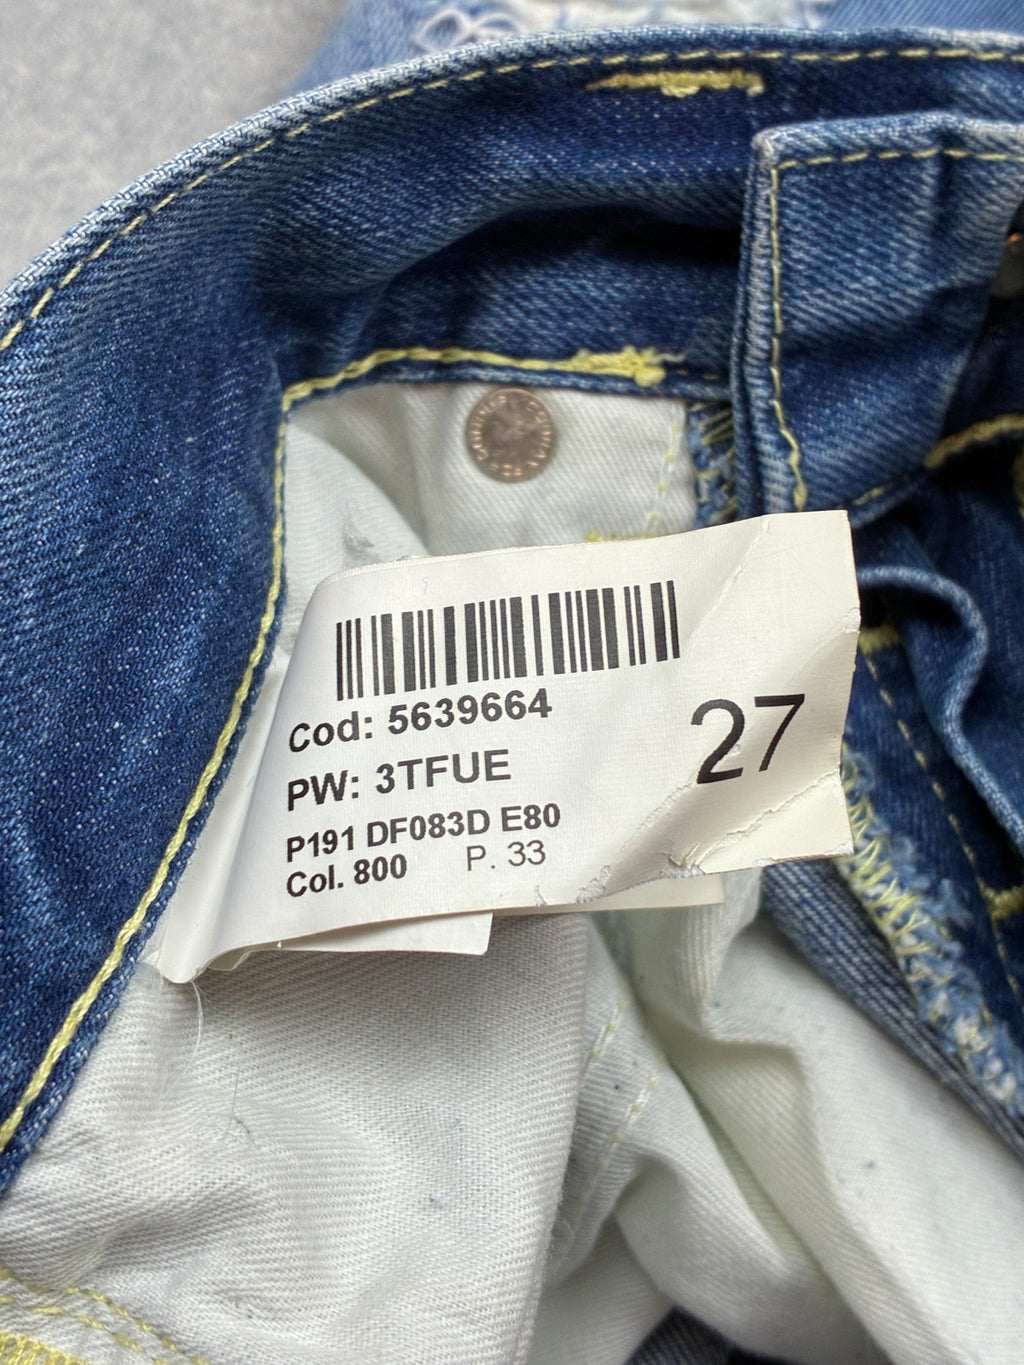 Cod: 5639664
PW: 3TFUE
P191 DF083D E80
Col. 800 P. 33
27